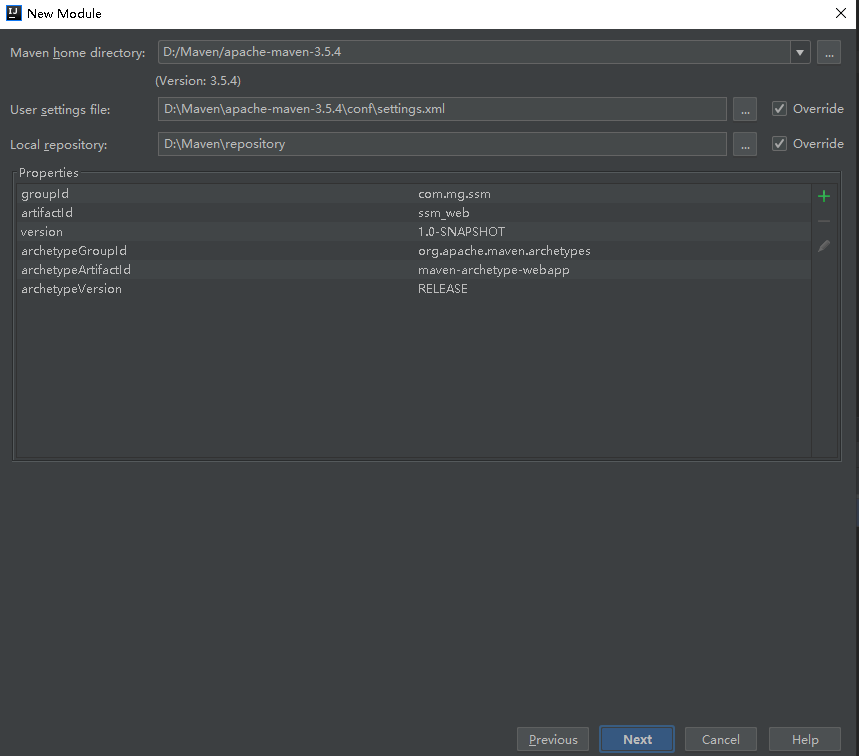 New Module
Maven home directory: D:/Maven/apache-maven-3.5.4 ...
(Version: 3.5.4)
User settings file: D:\Maven\apache-maven-3.5.4\conf\settings.xml ... Override
Local repository: D:\Maven\repository ... Override
Properties
groupId com.mg.ssm
artifactId ssm_web
version 1.0-SNAPSHOT
archetypeGroupId org.apache.maven.archetypes
archetypeArtifactId maven-archetype-webapp
archetypeVersion RELEASE
Previous Next Cancel Help